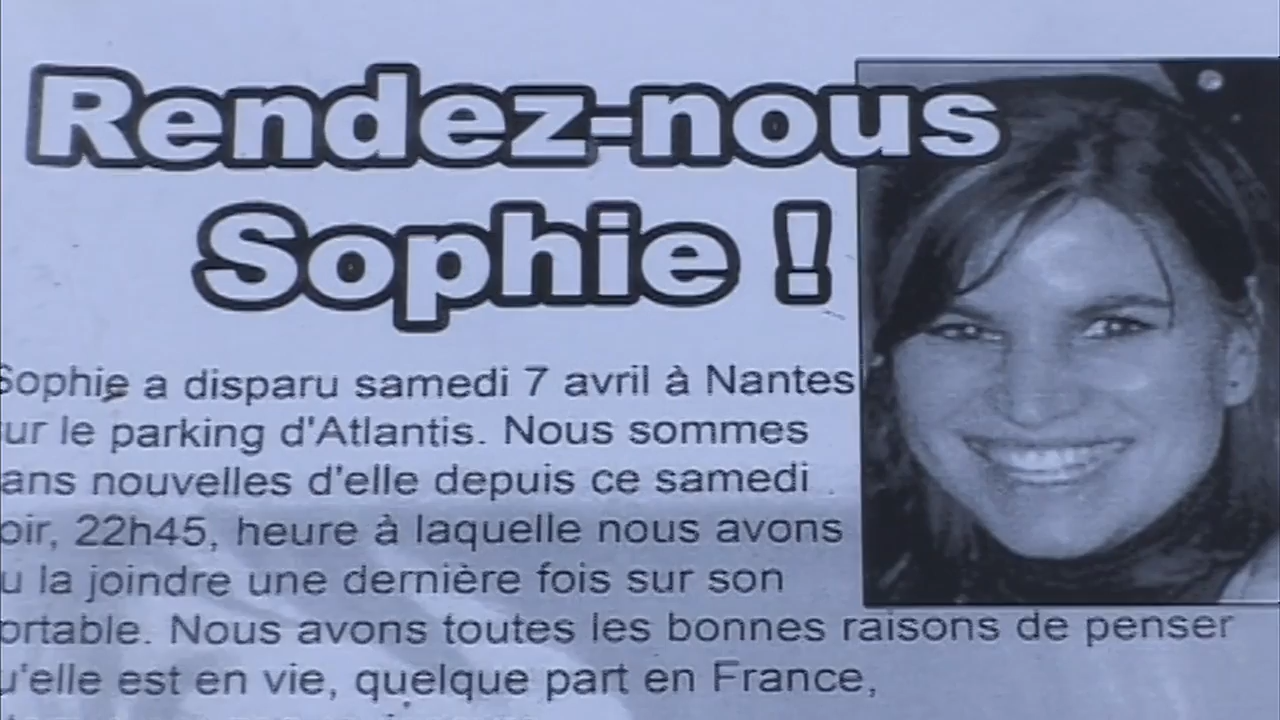 Rendez-nous
Sophie !
Sophie a disparu samedi 7 avril à Nantes
ur le parking d'Atlantis. Nous sommes
ans nouvelles d'elle depuis ce samedi
oir, 22h45, heure à laquelle nous avons
u la joindre une dernière fois sur son
ortable. Nous avons toutes les bonnes raisons de penser
u'elle est en vie, quelque part en France,